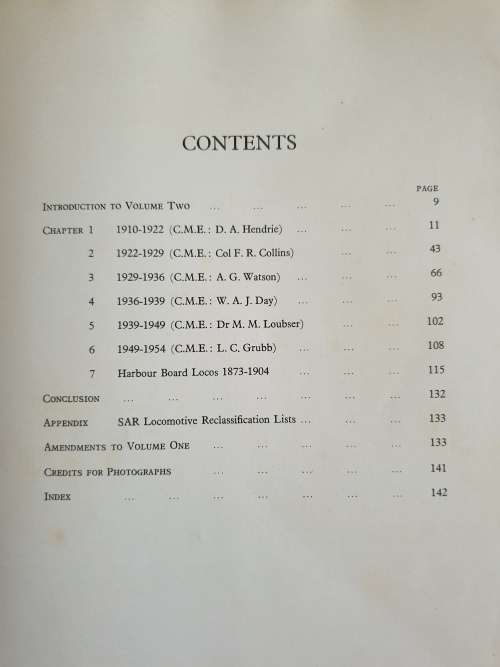 CONTENTS
PAGE
INTRODUCTION TO VOLUME TWO ... ... ... ... ... 9
CHAPTER 1 1910-1922 (C.M.E.: D. A. Hendrie) ... ... ... 11
2 1922-1929 (C.M.E.: Col F. R. Collins) ... ... 43
3 1929-1936 (C.M.E.: A. G. Watson) ... ... ... 66
4 1936-1939 (C.M.E.: W. A. J. Day) ... ... ... 93
5 1939-1949 (C.M.E.: Dr M. M. Loubser) ... ... 102
6 1949-1954 (C.M.E.: L. C. Grubb) ... ... ... 108
7 Harbour Board Locos 1873-1904 ... ... ... 115
CONCLUSION ... ... ... ... ... ... ... 132
APPENDIX SAR Locomotive Reclassification Lists ... ... ... 133
AMENDMENTS TO VOLUME ONE ... ... ... ... ... 133
CREDITS FOR PHOTOGRAPHS ... ... ... ... ... 141
INDEX ... ... ... ... ... ... ... 142